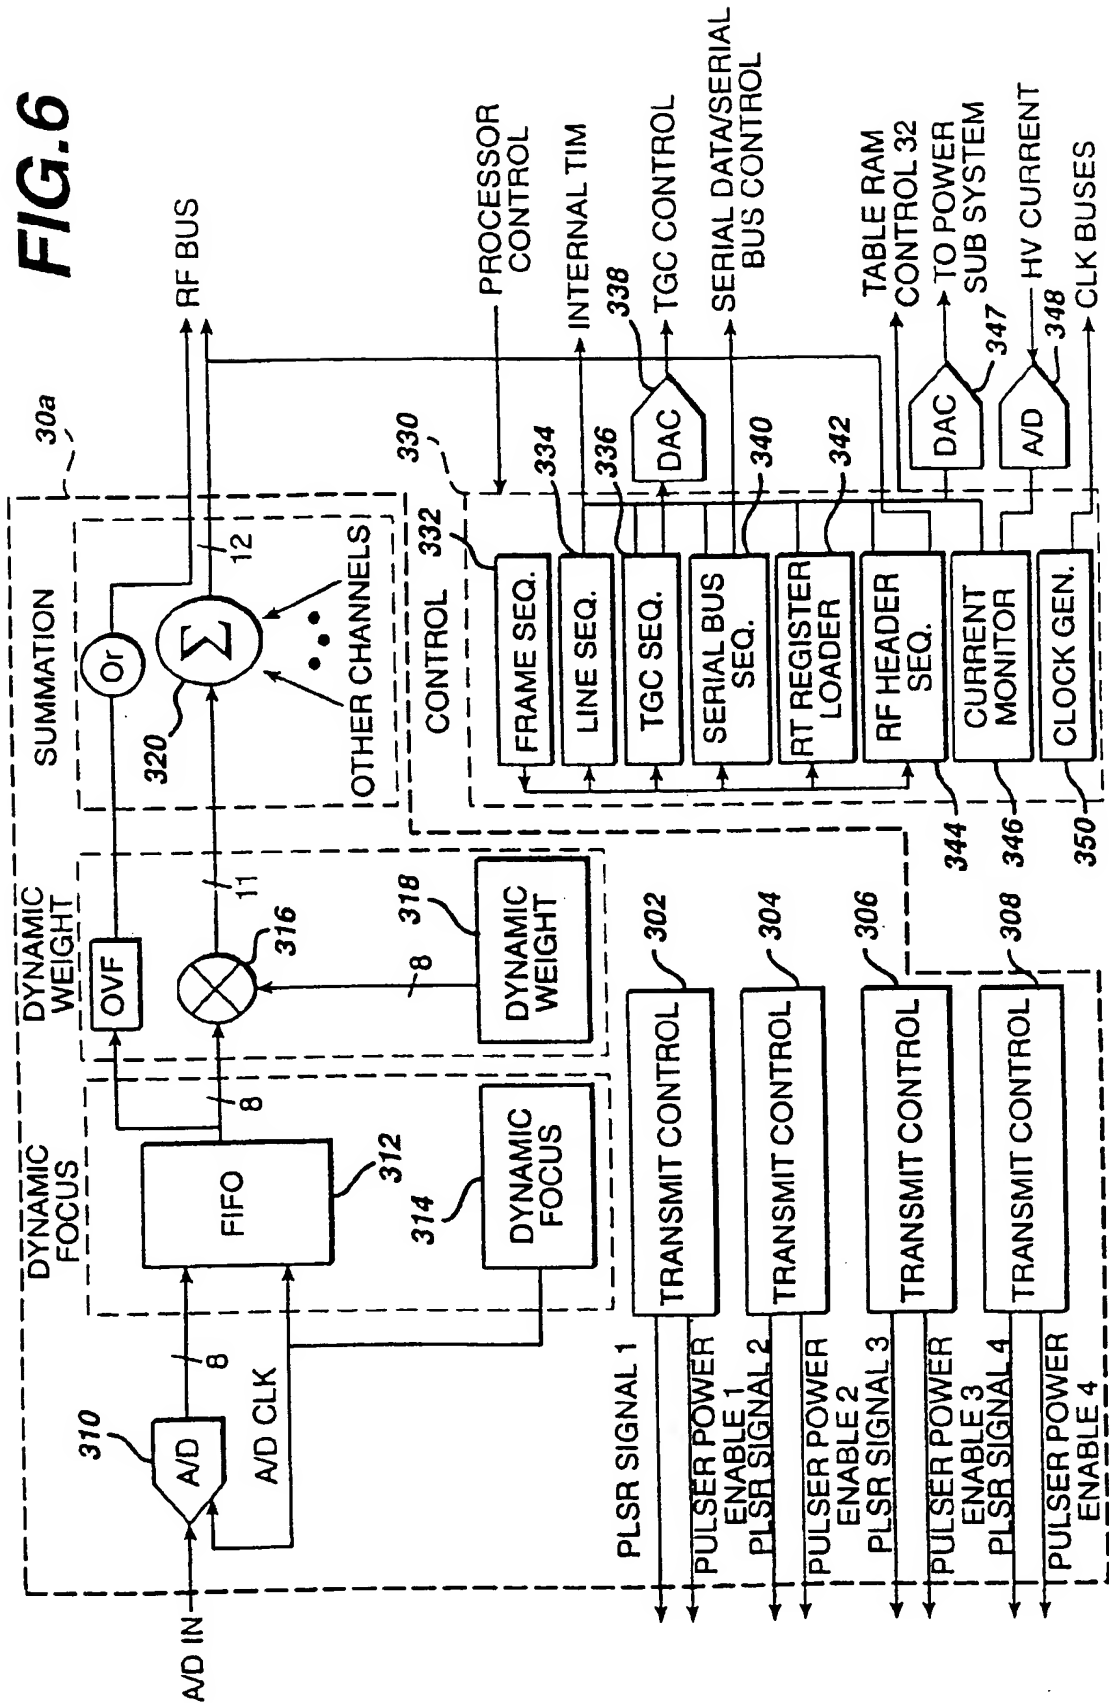 FIG.6
30a
SUMMATION
DYNAMIC
WEIGHT
DYNAMIC
FOCUS
RF BUS
Or
OVF
12
Σ
320
OTHER CHANNELS
11
316
8
DYNAMIC
WEIGHT
318
8
FIFO
312
DYNAMIC
FOCUS
314
8
A/D
310
A/D CLK
A/D IN
CONTROL
330
PROCESSOR
CONTROL
332
FRAME SEQ.
334
LINE SEQ.
INTERNAL TIM
336
TGC SEQ.
DAC
338
TGC CONTROL
340
SERIAL BUS
SEQ.
SERIAL DATA/SERIAL
BUS CONTROL
342
RT REGISTER
LOADER
344
RF HEADER
SEQ.
TABLE RAM
CONTROL 32
346
CURRENT
MONITOR
DAC
347
TO POWER
SUB SYSTEM
A/D
348
HV CURRENT
350
CLOCK GEN.
CLK BUSES
302
TRANSMIT CONTROL
PLSR SIGNAL 1
PULSER POWER
ENABLE 1
304
TRANSMIT CONTROL
PLSR SIGNAL 2
PULSER POWER
ENABLE 2
306
TRANSMIT CONTROL
PLSR SIGNAL 3
PULSER POWER
ENABLE 3
308
TRANSMIT CONTROL
PLSR SIGNAL 4
PULSER POWER
ENABLE 4